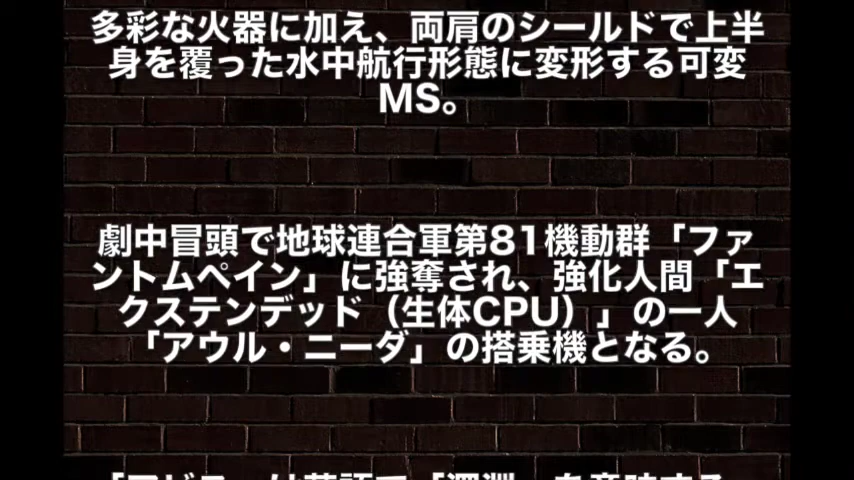 多彩な火器に加え、両肩のシールドで上半
身を覆った水中航行形態に変形する可変
MS。
劇中冒頭で地球連合軍第81機動群「ファ
ントムペイン」に強奪され、強化人間「エ
クステンデッド（生体CPU）」の一人
「アウル・ニーダ」の搭乗機となる。